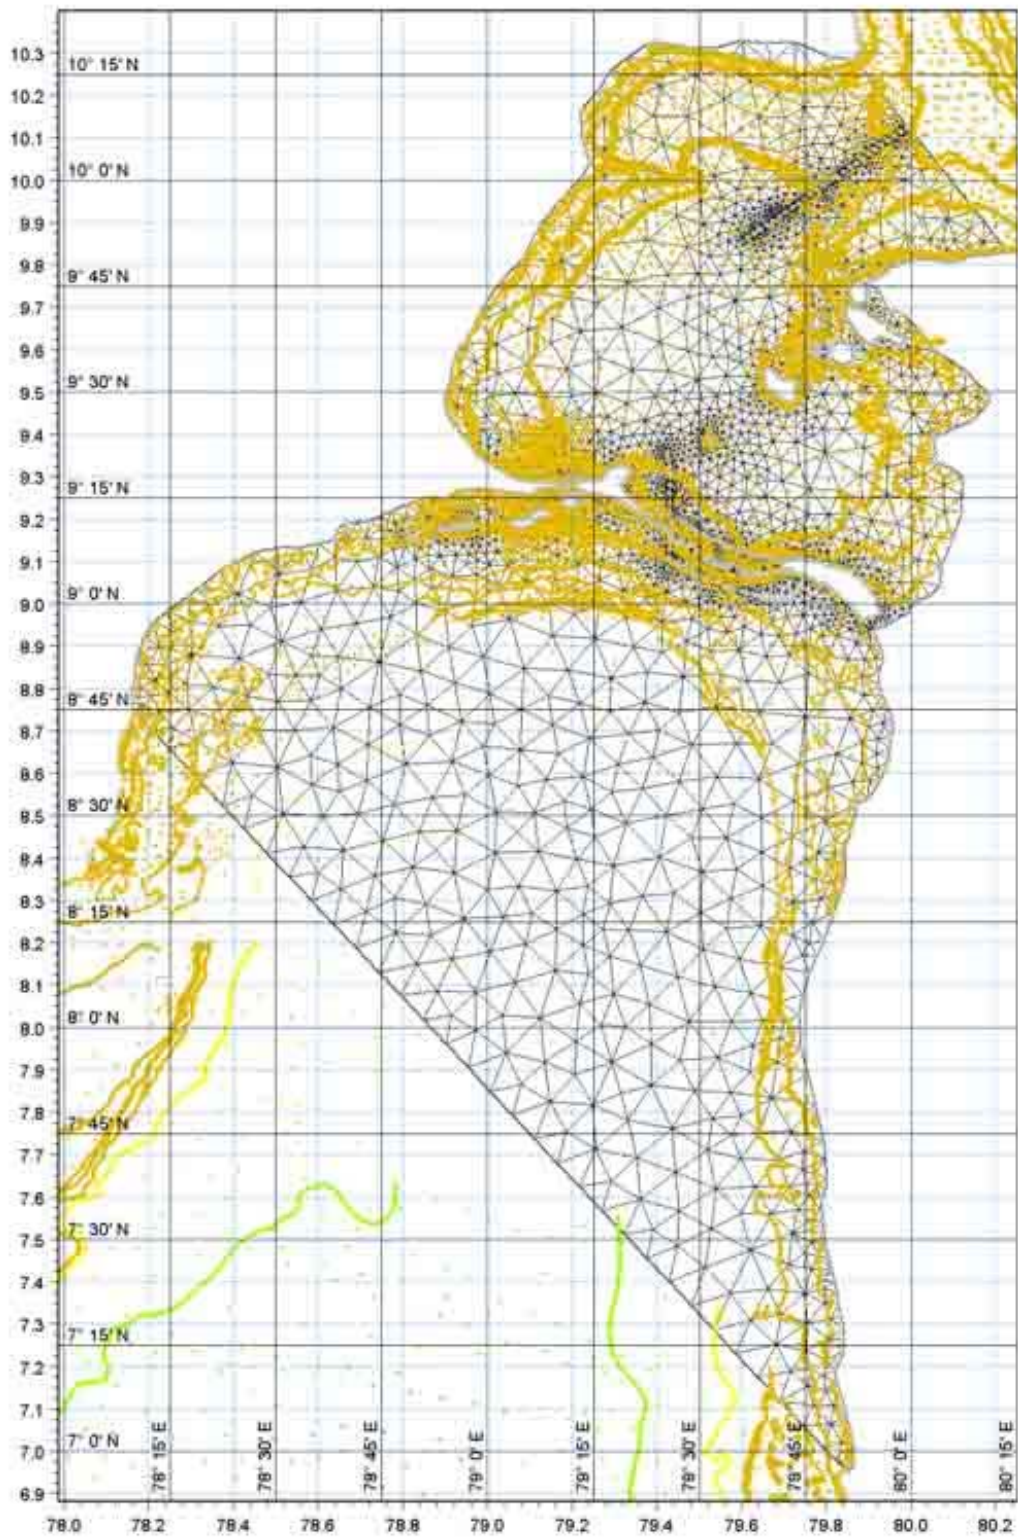 10.3
10° 15' N
10.2
10.1
10° 0' N
10.0
9.9
9.8
9° 45' N
9.7
9.6
9° 30' N
9.5
9.4
9.3
9° 15' N
9.2
9.1
9° 0' N
9.0
8.9
8.8
8° 45' N
8.7
8.6
8° 30' N
8.5
8.4
8.3
8° 15' N
8.2
8.1
8° 0' N
8.0
7.9
7.8
7° 45' N
7.7
7.6
7° 30' N
7.5
7.4
7.3
7° 15' N
7.2
7.1
7° 0' N
7.0
6.9
78° 15' E
78° 30' E
78° 45' E
79° 0' E
79° 15' E
79° 30' E
79° 45' E
80° 0' E
80° 15' E
78.0 78.2 78.4 78.6 78.8 79.0 79.2 79.4 79.6 79.8 80.0 80.2